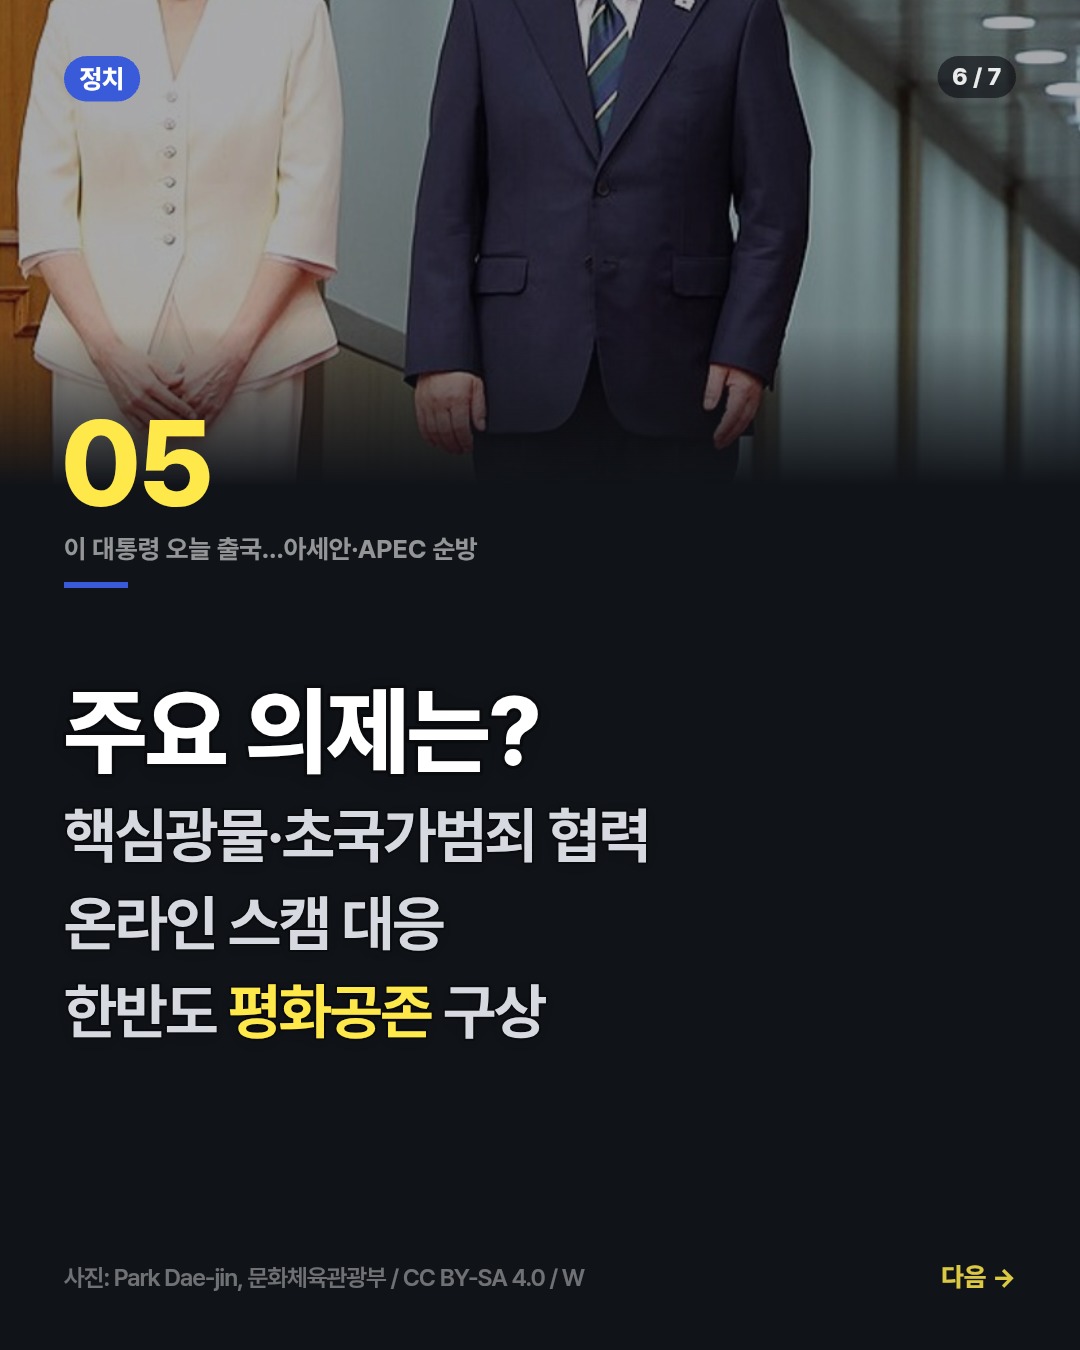 정치
6 / 7
05
이 대통령 오늘 출국...아세안·APEC 순방
주요 의제는?
핵심광물·초국가범죄 협력
온라인 스캠 대응
한반도 평화공존 구상
사진: Park Dae-jin, 문화체육관광부 / CC BY-SA 4.0 / W
다음 →